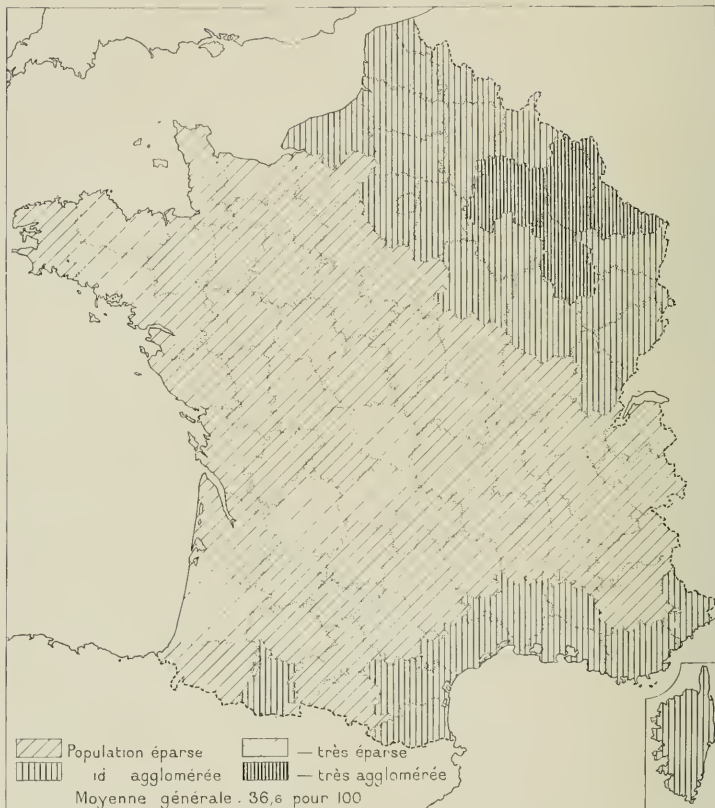 Population éparse — très éparse
id agglomérée — très agglomérée
Moyenne générale. 36,6 pour 100